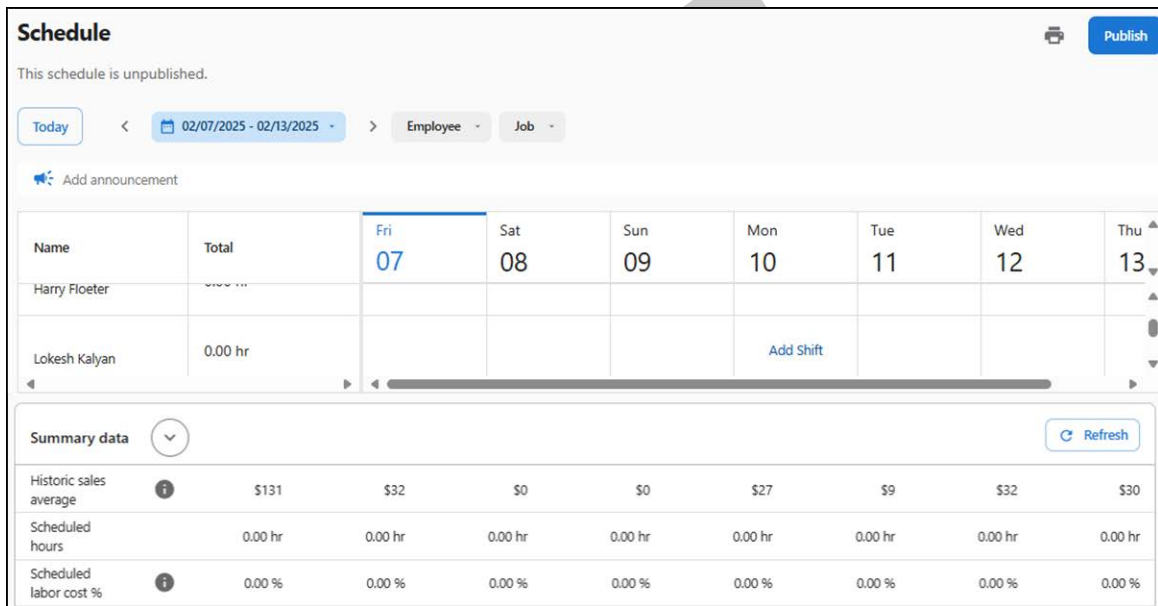 Schedule
Publish
This schedule is unpublished.
Today 02/07/2025 - 02/13/2025 Employee Job
Add announcement
Name Total Fri 07 Sat 08 Sun 09 Mon 10 Tue 11 Wed 12 Thu 13
Harry Floeter
Lokesh Kalyan 0.00 hr Add Shift
Summary data Refresh
Historic sales average $131 $32 $0 $0 $27 $9 $32 $30
Scheduled hours 0.00 hr 0.00 hr 0.00 hr 0.00 hr 0.00 hr 0.00 hr 0.00 hr 0.00 hr
Scheduled labor cost % 0.00 % 0.00 % 0.00 % 0.00 % 0.00 % 0.00 % 0.00 % 0.00 %